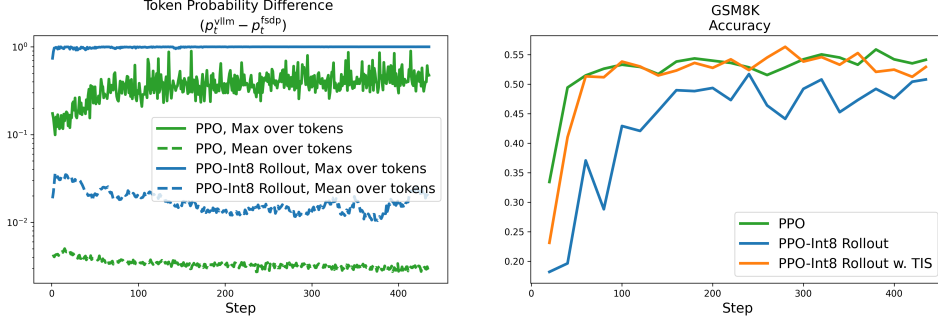 Token Probability Difference
(p_t^vllm − p_t^fsdp)
10⁰
10⁻¹
10⁻²
PPO, Max over tokens
PPO, Mean over tokens
PPO-Int8 Rollout, Max over tokens
PPO-Int8 Rollout, Mean over tokens
0 100 200 300 400
Step
GSM8K
Accuracy
0.55
0.50
0.45
0.40
0.35
0.30
0.25
0.20
PPO
PPO-Int8 Rollout
PPO-Int8 Rollout w. TIS
0 100 200 300 400
Step